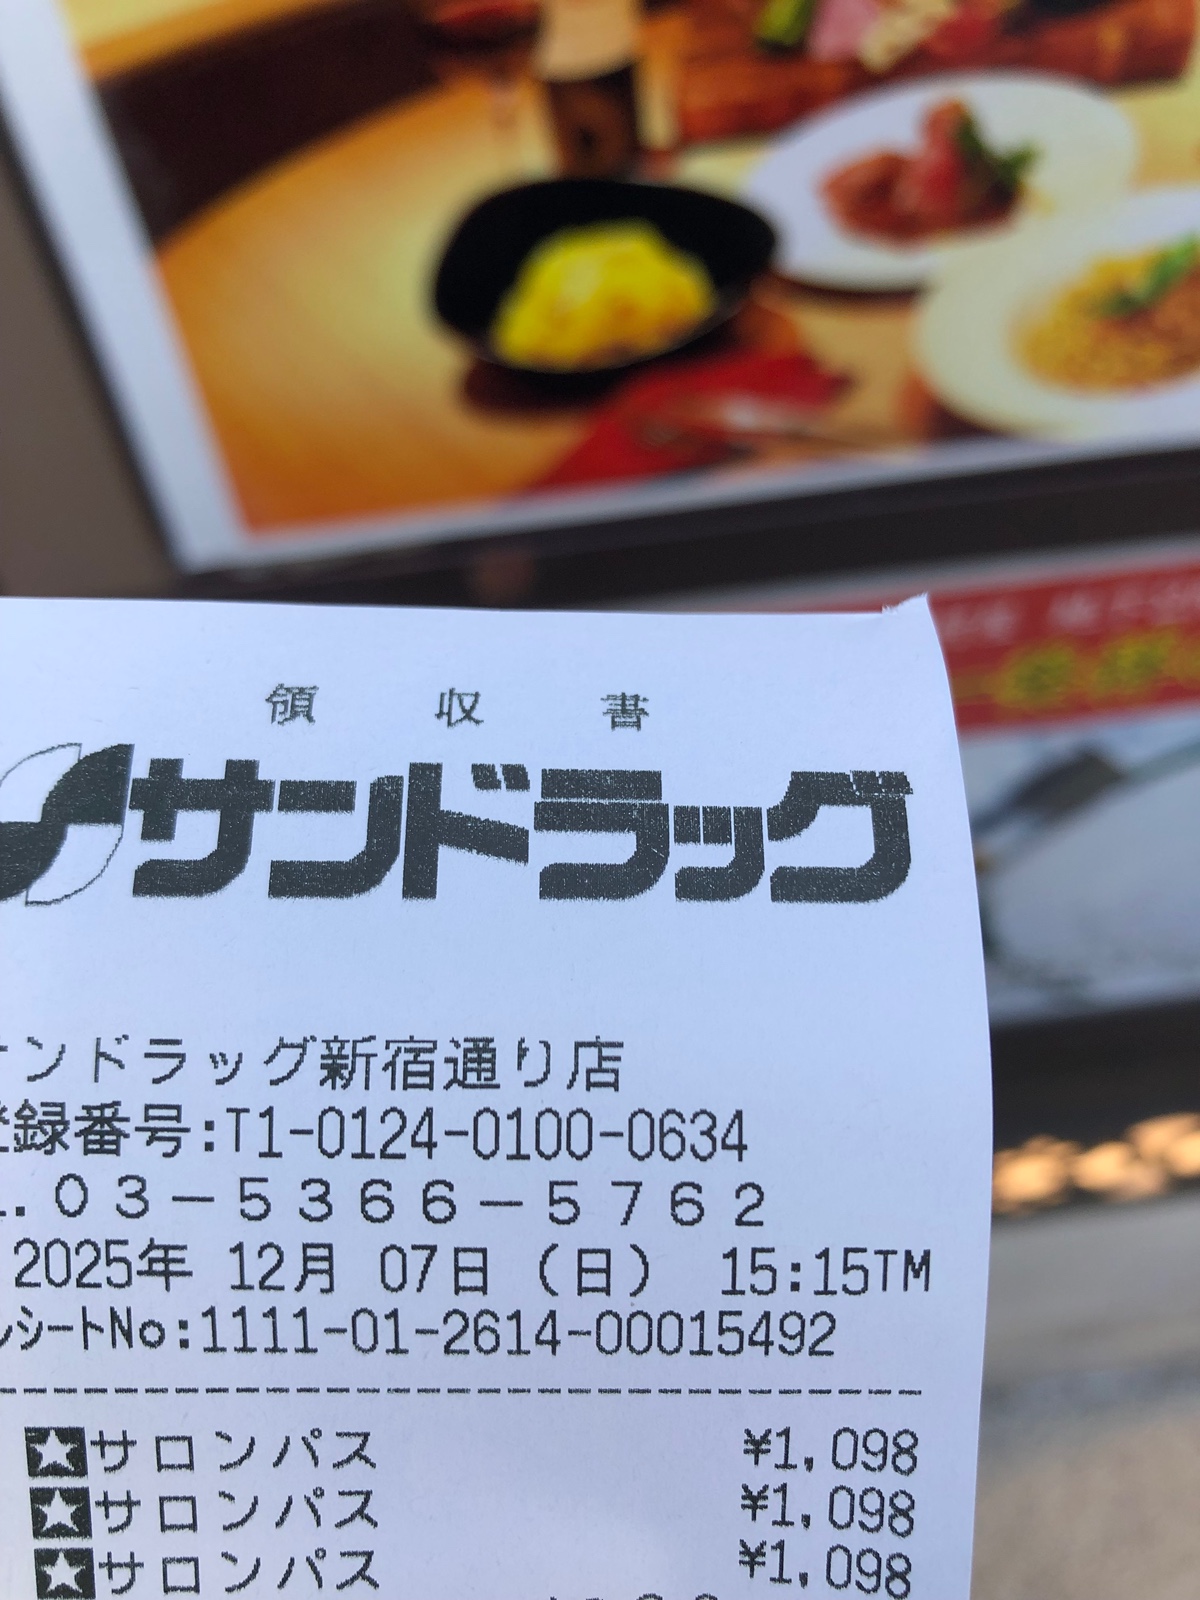 領収書
サンドラッグ
ンドラッグ新宿通り店
登録番号:T1-0124-0100-0634
.03-5366-5762
2025年 12月 07日 (日) 15:15TM
シートNo:1111-01-2614-00015492
★サロンパス ¥1,098
★サロンパス ¥1,098
★サロンパス ¥1,098